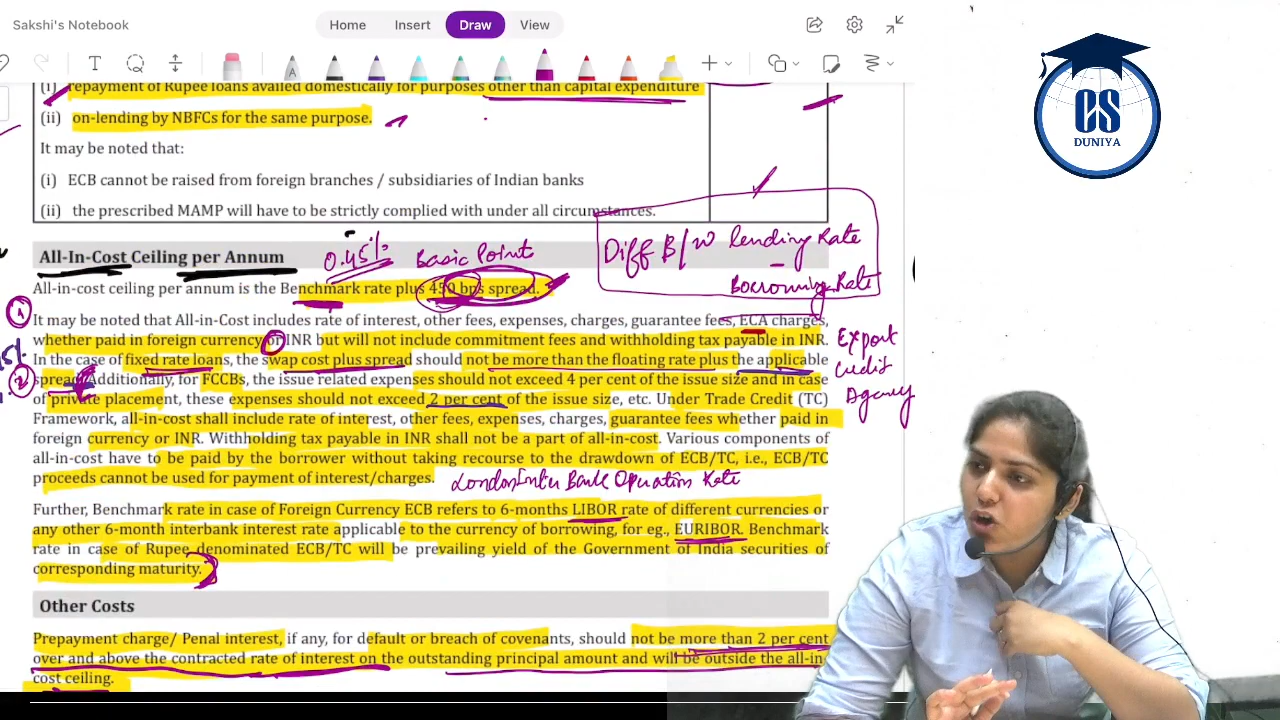 Sakshi's Notebook
Home Insert Draw View
(i) repayment of Rupee loans availed domestically for purposes other than capital expenditure
(ii) on-lending by NBFCs for the same purpose.
It may be noted that:
(i) ECB cannot be raised from foreign branches / subsidiaries of Indian banks
(ii) the prescribed MAMP will have to be strictly complied with under all circumstances.
CS
DUNIYA
Diff B/w lending Rate
Borrowing Rate
All-In-Cost Ceiling per Annum
0.45% Basic Point
All-in-cost ceiling per annum is the Benchmark rate plus 450 bps spread.
1
It may be noted that All-in-Cost includes rate of interest, other fees, expenses, charges, guarantee fees, ECA charges,
whether paid in foreign currency or INR but will not include commitment fees and withholding tax payable in INR.
In the case of fixed rate loans, the swap cost plus spread should not be more than the floating rate plus the applicable
2
spread. Additionally, for FCCBs, the issue related expenses should not exceed 4 per cent of the issue size and in case
of private placement, these expenses should not exceed 2 per cent of the issue size, etc. Under Trade Credit (TC)
Framework, all-in-cost shall include rate of interest, other fees, expenses, charges, guarantee fees whether paid in
foreign currency or INR. Withholding tax payable in INR shall not be a part of all-in-cost. Various components of
all-in-cost have to be paid by the borrower without taking recourse to the drawdown of ECB/TC, i.e., ECB/TC
proceeds cannot be used for payment of interest/charges.
Export
Credit
Agency
London Inter Bank Operation Rate
Further, Benchmark rate in case of Foreign Currency ECB refers to 6-months LIBOR rate of different currencies or
any other 6-month interbank interest rate applicable to the currency of borrowing, for eg., EURIBOR. Benchmark
rate in case of Rupee denominated ECB/TC will be prevailing yield of the Government of India securities of
corresponding maturity.
Other Costs
Prepayment charge/ Penal interest, if any, for default or breach of covenants, should not be more than 2 per cent
over and above the contracted rate of interest on the outstanding principal amount and will be outside the all-in-
cost ceiling.